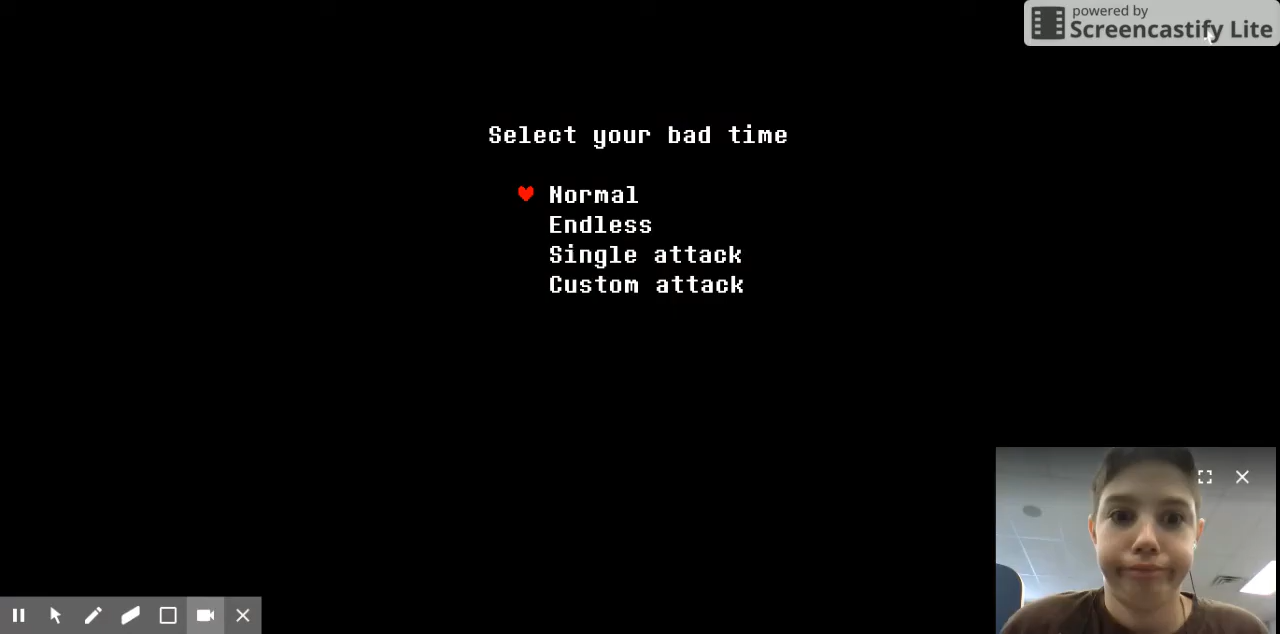 powered by
Screencastify Lite
Select your bad time
Normal
Endless
Single attack
Custom attack